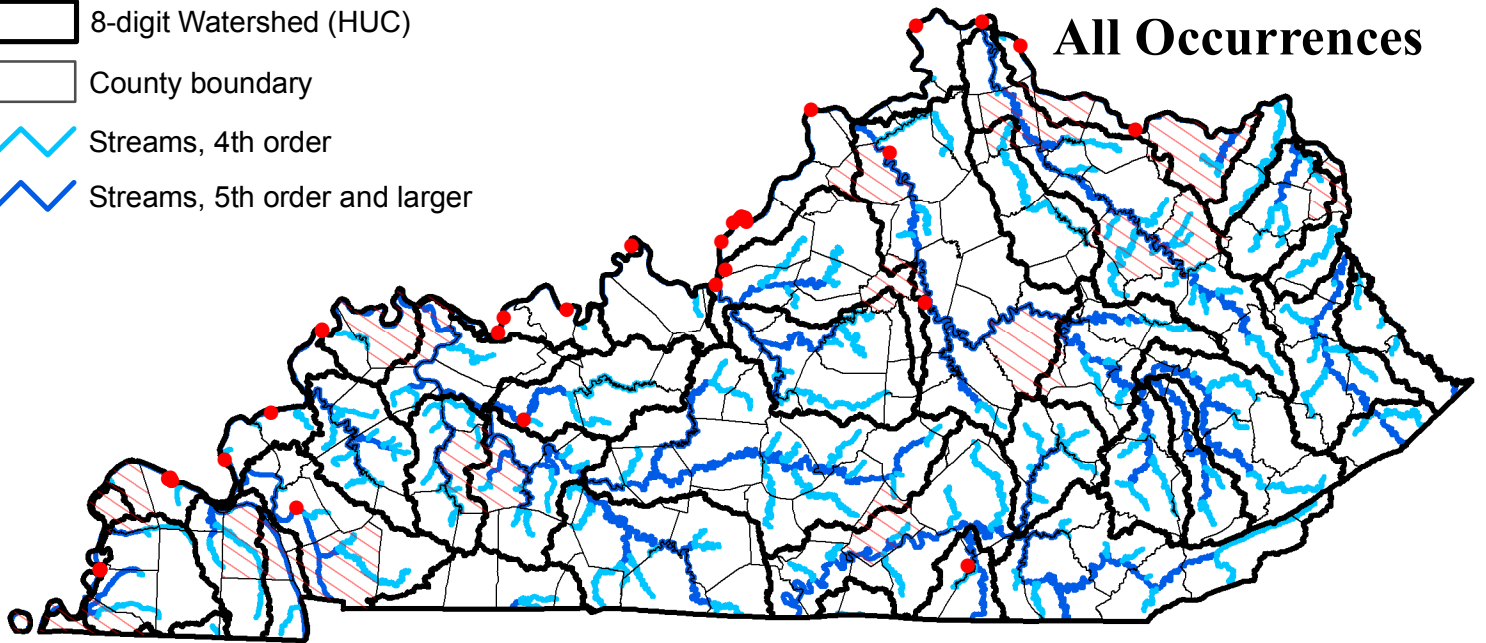 8-digit Watershed (HUC)
All Occurrences
County boundary
Streams, 4th order
Streams, 5th order and larger